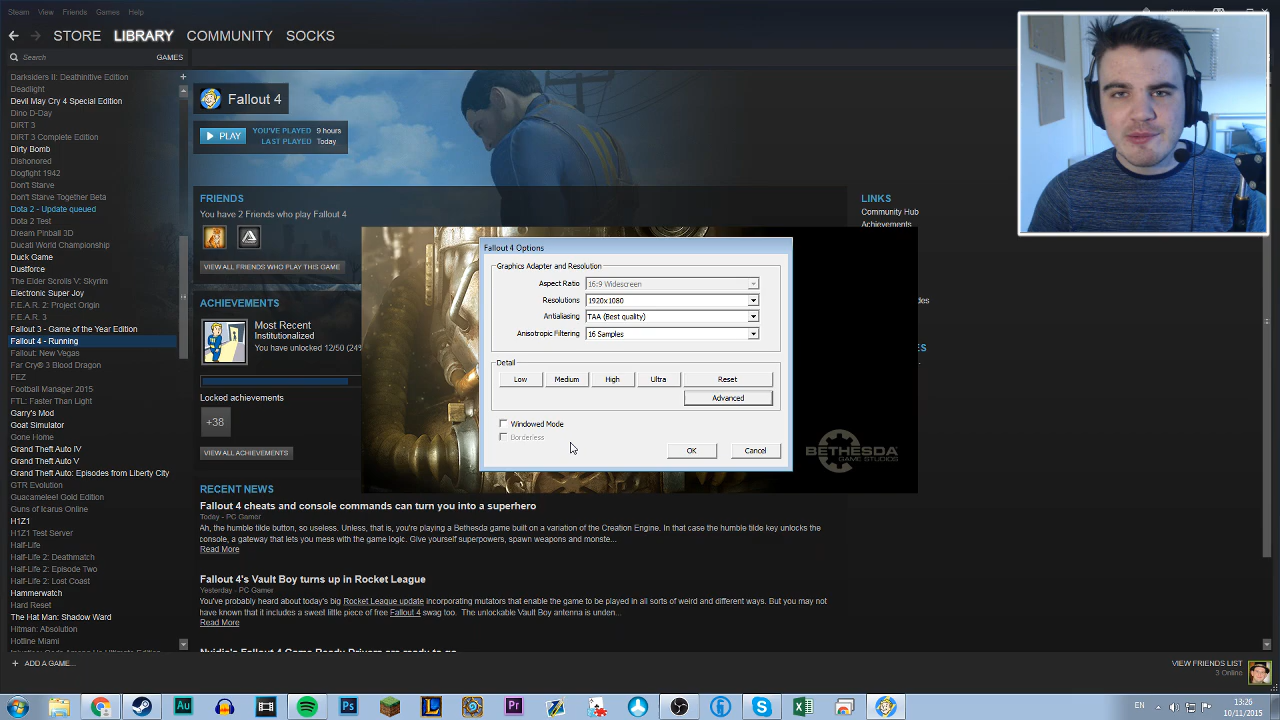 Steam View Friends Games Help
STORE LIBRARY COMMUNITY SOCKS
Search GAMES
Darksiders II: Deathinitive Edition
Deadlight
Devil May Cry 4 Special Edition
Dino D-Day
DiRT 3
DiRT 3 Complete Edition
Dirty Bomb
Dishonored
Dogfight 1942
Don't Starve
Don't Starve Together Beta
Dota 2 - Update queued
Dota 2 Test
Dream Pinball 3D
Ducati World Championship
Duck Game
Dustforce
The Elder Scrolls V: Skyrim
Electronic Super Joy
F.E.A.R. 2: Project Origin
F.E.A.R. 3
Fallout 3 - Game of the Year Edition
Fallout 4 - Running
Fallout: New Vegas
Far Cry® 3 Blood Dragon
FEZ
Football Manager 2015
FTL: Faster Than Light
Garry's Mod
Goat Simulator
Gone Home
Grand Theft Auto IV
Grand Theft Auto V
Grand Theft Auto: Episodes from Liberty City
GTR Evolution
Guacamelee! Gold Edition
Guns of Icarus Online
H1Z1
H1Z1 Test Server
Half-Life
Half-Life 2: Deathmatch
Half-Life 2: Episode Two
Half-Life 2: Lost Coast
Hammerwatch
Hard Reset
The Hat Man: Shadow Ward
Hitman: Absolution
Hotline Miami
+ ADD A GAME...
Fallout 4
PLAY
YOU'VE PLAYED 9 hours
LAST PLAYED Today
FRIENDS
You have 2 Friends who play Fallout 4
VIEW ALL FRIENDS WHO PLAY THIS GAME
ACHIEVEMENTS
Most Recent
Institutionalized
You have unlocked 12/50 (24%
Locked achievements
+38
VIEW ALL ACHIEVEMENTS
RECENT NEWS
Fallout 4 cheats and console commands can turn you into a superhero
Today - PC Gamer
Ah, the humble tilde button, so useless. Unless, that is, you're playing a Bethesda game built on a variation of the Creation Engine. In that case the humble tilde key unlocks the
console, a gateway that lets you mess with the game logic. Give yourself superpowers, spawn weapons and monste...
Read More
Fallout 4's Vault Boy turns up in Rocket League
Yesterday - PC Gamer
You've probably heard about today's big Rocket League update incorporating mutators that enable the game to be played in all sorts of weird and different ways. But you may not
have known that it includes a sweet little piece of free Fallout 4 swag too. The unlockable Vault Boy antenna is unden...
Read More
LINKS
Community Hub
Achievements
Fallout 4 Options
Graphics Adapter and Resolution
Aspect Ratio 16:9 Widescreen
Resolutions 1920x1080
Antialiasing TAA (Best quality)
Anisotropic Filtering 16 Samples
Detail
Low Medium High Ultra Reset
Advanced
Windowed Mode
Borderless
OK Cancel
BETHESDA
GAME STUDIOS
VIEW FRIENDS LIST
3 Online
Au Ps Pr
EN
13:26
10/11/2015